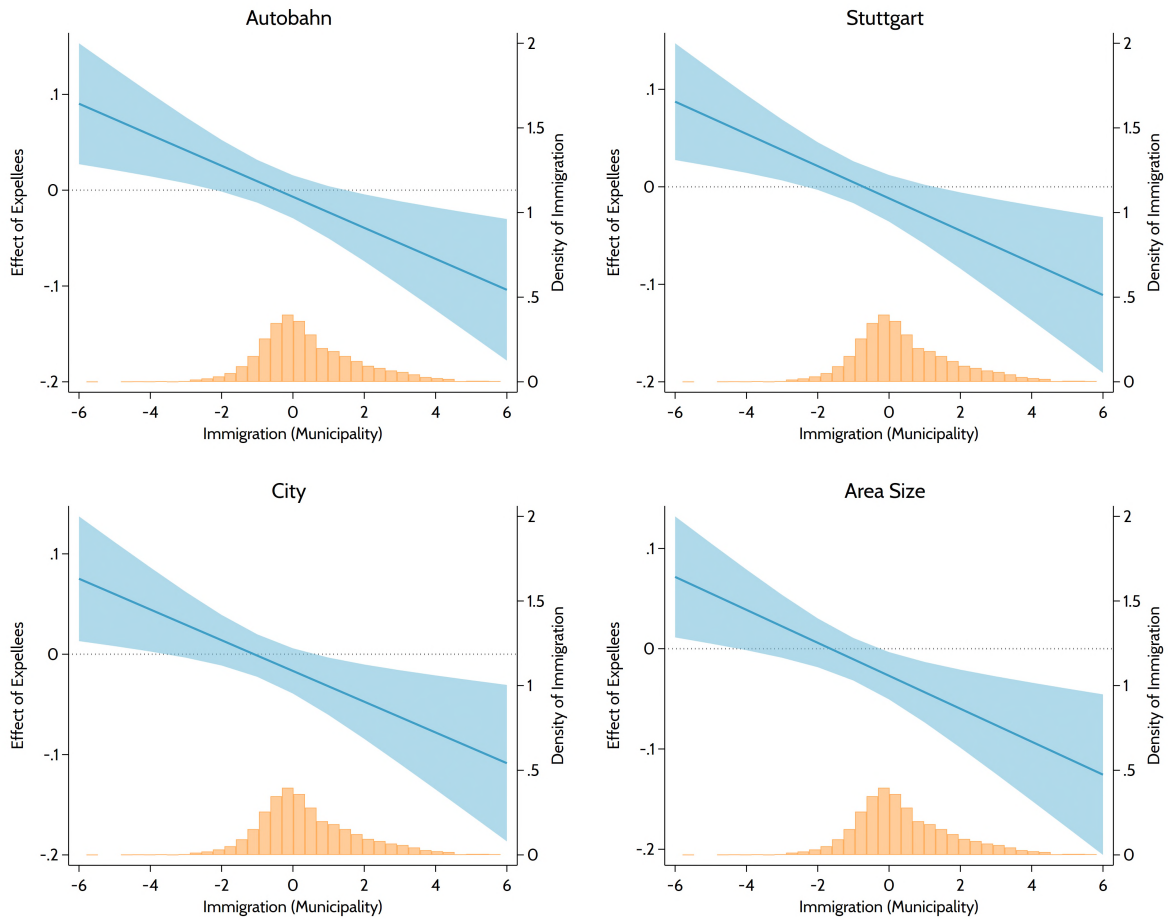 Autobahn
Effect of Expellees
.1
0
-.1
-.2
2
1.5
1
.5
0
Density of Immigration
-6 -4 -2 0 2 4 6
Immigration (Municipality)
Stuttgart
Effect of Expellees
.1
0
-.1
-.2
2
1.5
1
.5
0
Density of Immigration
-6 -4 -2 0 2 4 6
Immigration (Municipality)
City
Effect of Expellees
.1
0
-.1
-.2
2
1.5
1
.5
0
Density of Immigration
-6 -4 -2 0 2 4 6
Immigration (Municipality)
Area Size
Effect of Expellees
.1
0
-.1
-.2
2
1.5
1
.5
0
Density of Immigration
-6 -4 -2 0 2 4 6
Immigration (Municipality)